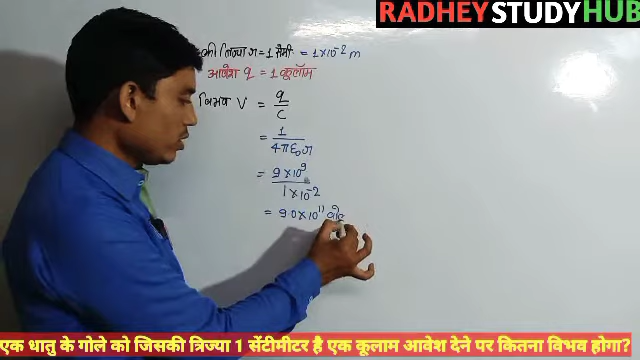 RADHEY STUDY HUB
की त्रिज्या r = 1 सेमी = 1×10⁻² m
आवेश q = 1 कूलॉम
विभव V = q/C
= 1/4πε₀r
= 9×10⁹/1×10⁻²
= 9.0×10¹¹
एक धातु के गोले को जिसकी त्रिज्या 1 सेंटीमीटर है एक कूलाम आवेश देने पर कितना विभव होगा?